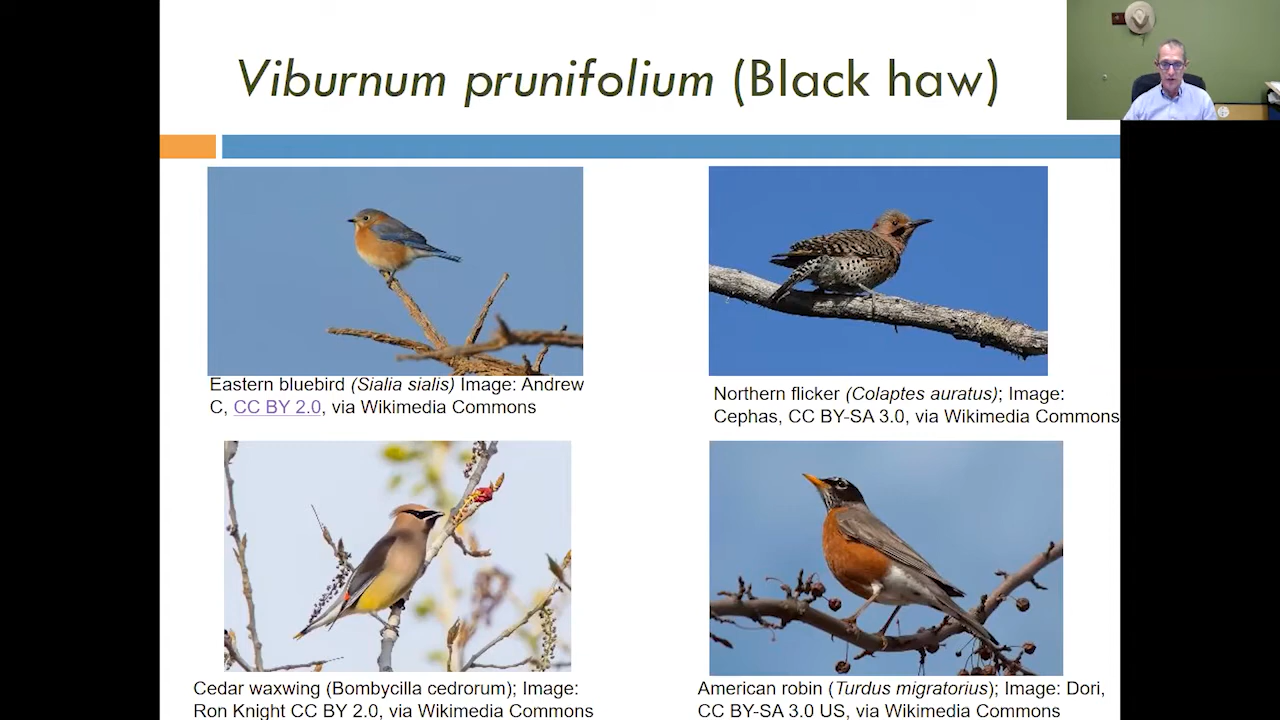 Viburnum prunifolium (Black haw)
Eastern bluebird (Sialia sialis) Image: Andrew
C, CC BY 2.0, via Wikimedia Commons
Northern flicker (Colaptes auratus); Image:
Cephas, CC BY-SA 3.0, via Wikimedia Commons
Cedar waxwing (Bombycilla cedrorum); Image:
Ron Knight CC BY 2.0, via Wikimedia Commons
American robin (Turdus migratorius); Image: Dori,
CC BY-SA 3.0 US, via Wikimedia Commons